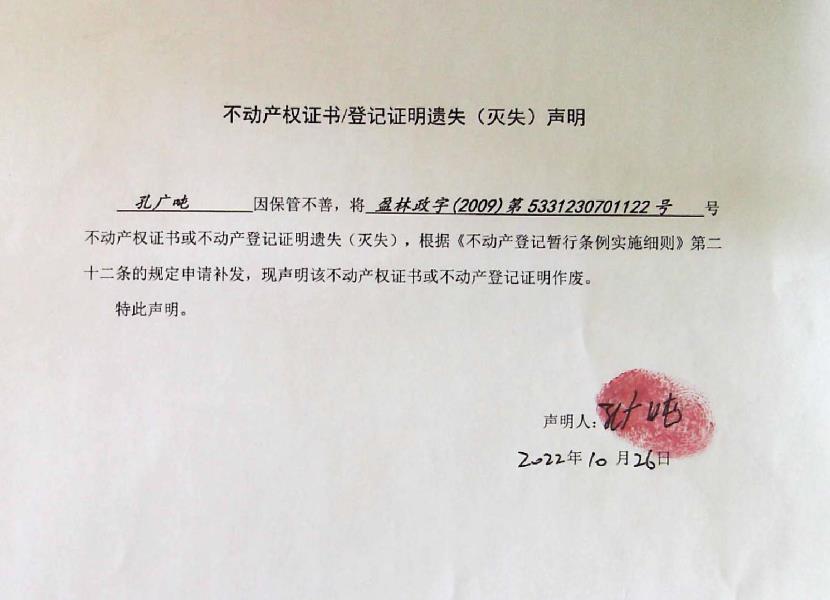 不动产权证书/登记证明遗失（灭失）声明
孔广吨因保管不善，将 盈林政字(2009)第5331230701122号 号
不动产权证书或不动产登记证明遗失（灭失），根据《不动产登记暂行条例实施细则》第二
十二条的规定申请补发，现声明该不动产权证书或不动产登记证明作废。
特此声明。
声明人：孔广吨
2022年10月26日